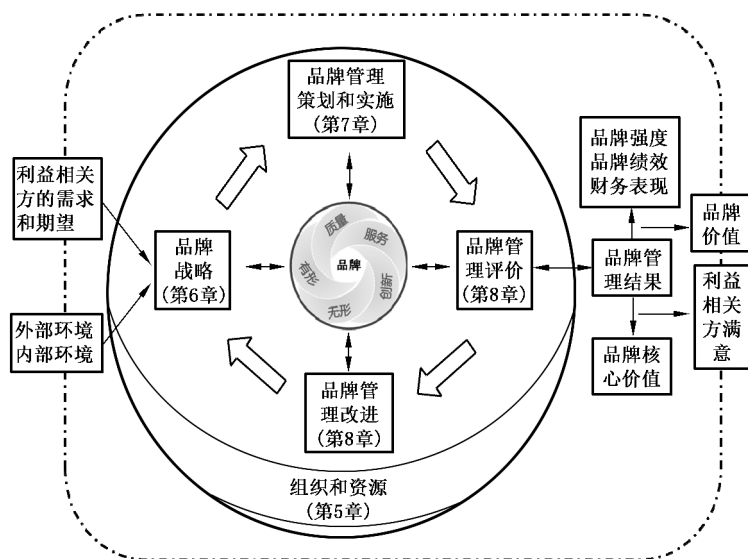 品牌管理
策划和实施
(第7章)
利益相关
方的需求
和期望
外部环境
内部环境
品牌
战略
(第6章)
质量
服务
创新
无形
有形
品牌
品牌管
理评价
(第8章)
品牌管
理改进
(第8章)
组织和资源
(第5章)
品牌强度
品牌绩效
财务表现
品牌管
理结果
品牌
价值
利益
相关
方满
意
品牌核
心价值